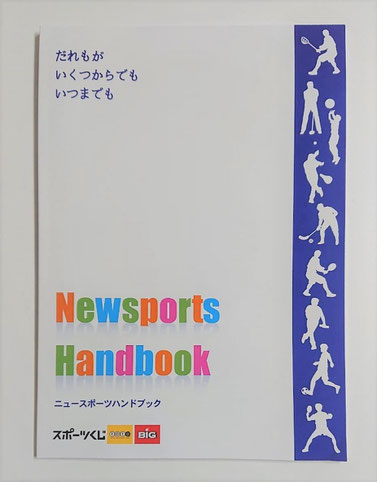 だれもが
いくつからでも
いつまでも
Newsports
Handbook
ニュースポーツハンドブック
スポーツくじ BIG